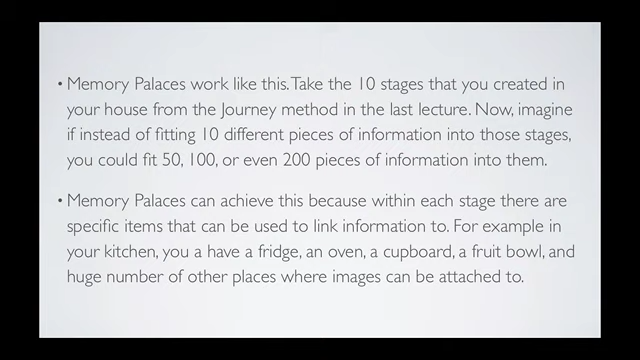 • Memory Palaces work like this. Take the 10 stages that you created in
your house from the Journey method in the last lecture. Now, imagine
if instead of fitting 10 different pieces of information into those stages,
you could fit 50, 100, or even 200 pieces of information into them.
• Memory Palaces can achieve this because within each stage there are
specific items that can be used to link information to. For example in
your kitchen, you a have a fridge, an oven, a cupboard, a fruit bowl, and
huge number of other places where images can be attached to.